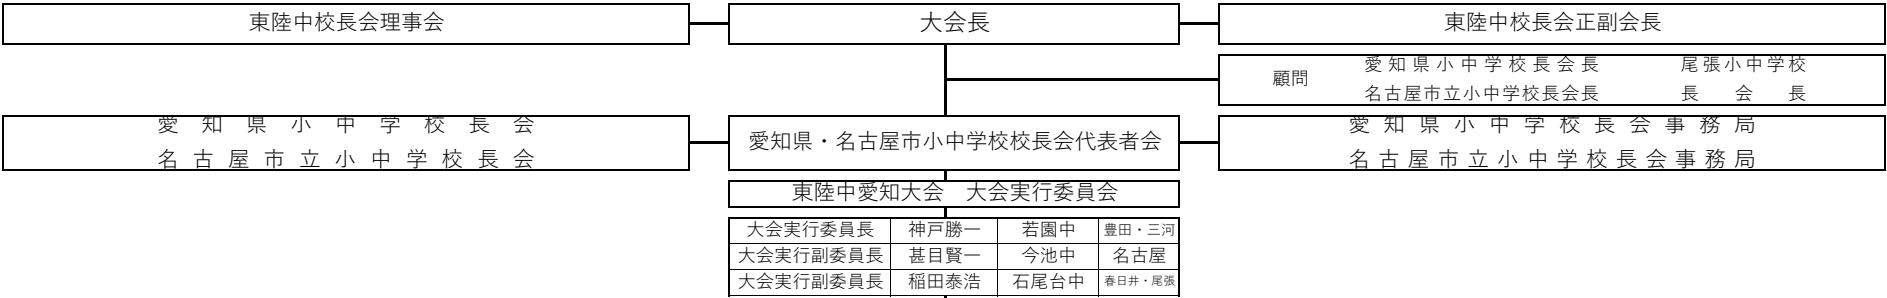 東陸中校長会理事会
大会長
東陸中校長会正副会長
顧問
愛知県小中学校長会長
名古屋市立小中学校長会長
尾張小中学校
長会長
愛知県小中学校長会
名古屋市立小中学校長会
愛知県・名古屋市小中学校校長会代表者会
愛知県小中学校長会事務局
名古屋市立小中学校長会事務局
東陸中愛知大会　大会実行委員会
大会実行委員長 神戸勝一 若園中 豊田・三河
大会実行副委員長 甚目賢一 今池中 名古屋
大会実行副委員長 稲田泰浩 石尾台中 春日井・尾張